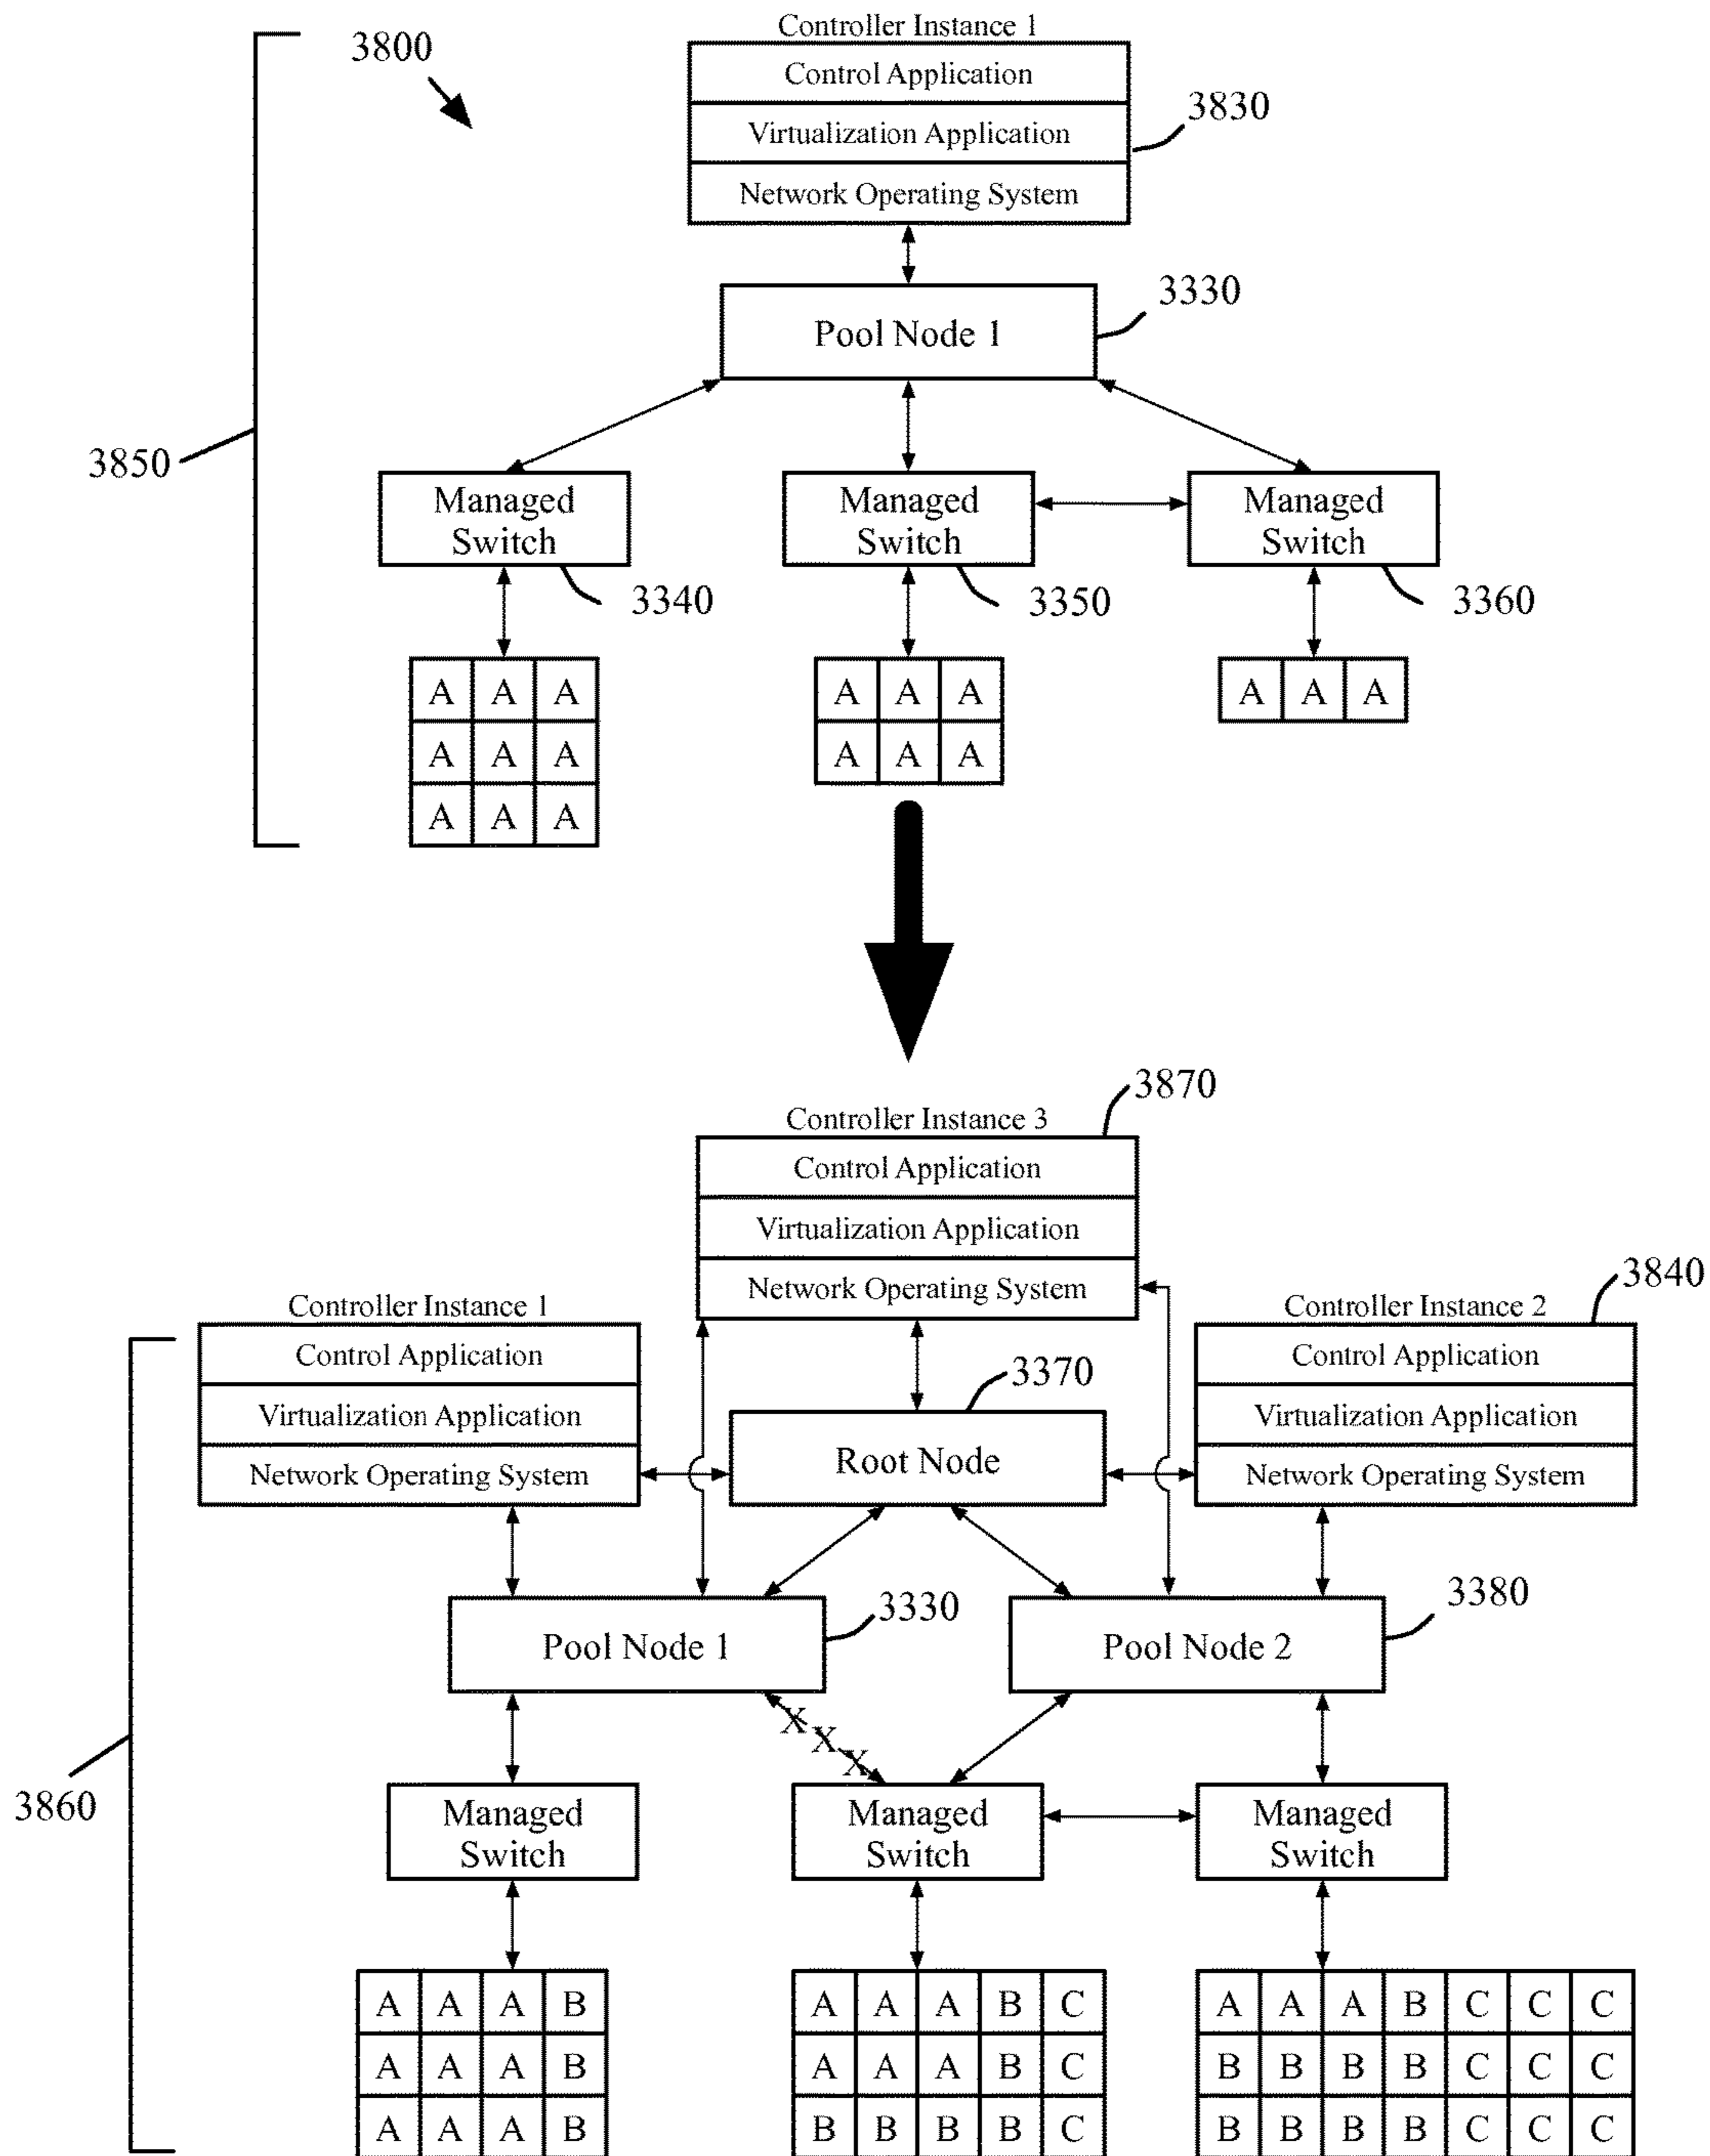 Controller Instance 1
3800
Control Application
3830
Virtualization Application
Network Operating System
3330
Pool Node 1
3850
Managed Switch
Managed Switch
Managed Switch
3340
3350
3360
A A A
A A A
A A A
A A A
A A A
A A A
3870
Controller Instance 3
Control Application
Virtualization Application
Network Operating System
3840
Controller Instance 1
Controller Instance 2
Control Application
Control Application
3370
Virtualization Application
Root Node
Virtualization Application
Network Operating System
Network Operating System
3330
3380
Pool Node 1
Pool Node 2
X
X
X
3860
Managed Switch
Managed Switch
Managed Switch
A A A B
A A A B C
A A A B C C C
A A A B
A A A B C
B B B B C C C
A A A B
B B B B C
B B B B C C C